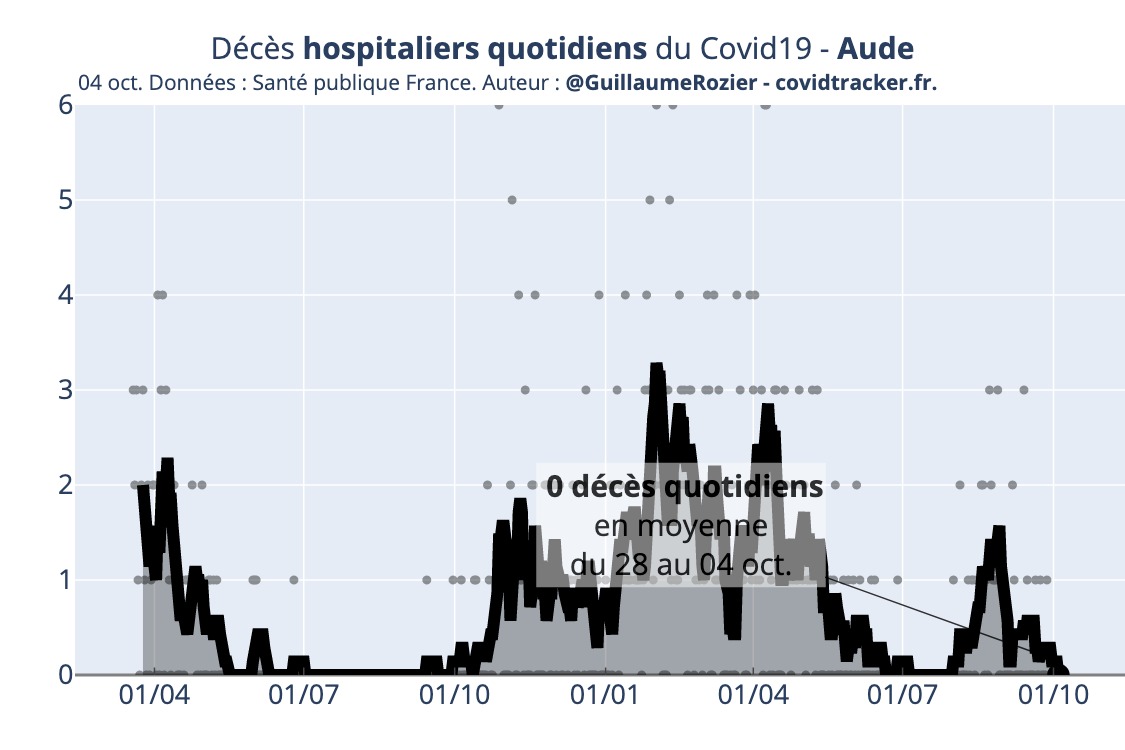 Décès hospitaliers quotidiens du Covid19 - Aude
04 oct. Données : Santé publique France. Auteur : @GuillaumeRozier - covidtracker.fr.
6
5
4
3
2
1
0
0 décès quotidiens
en moyenne
du 28 au 04 oct.
01/04 01/07 01/10 01/01 01/04 01/07 01/10